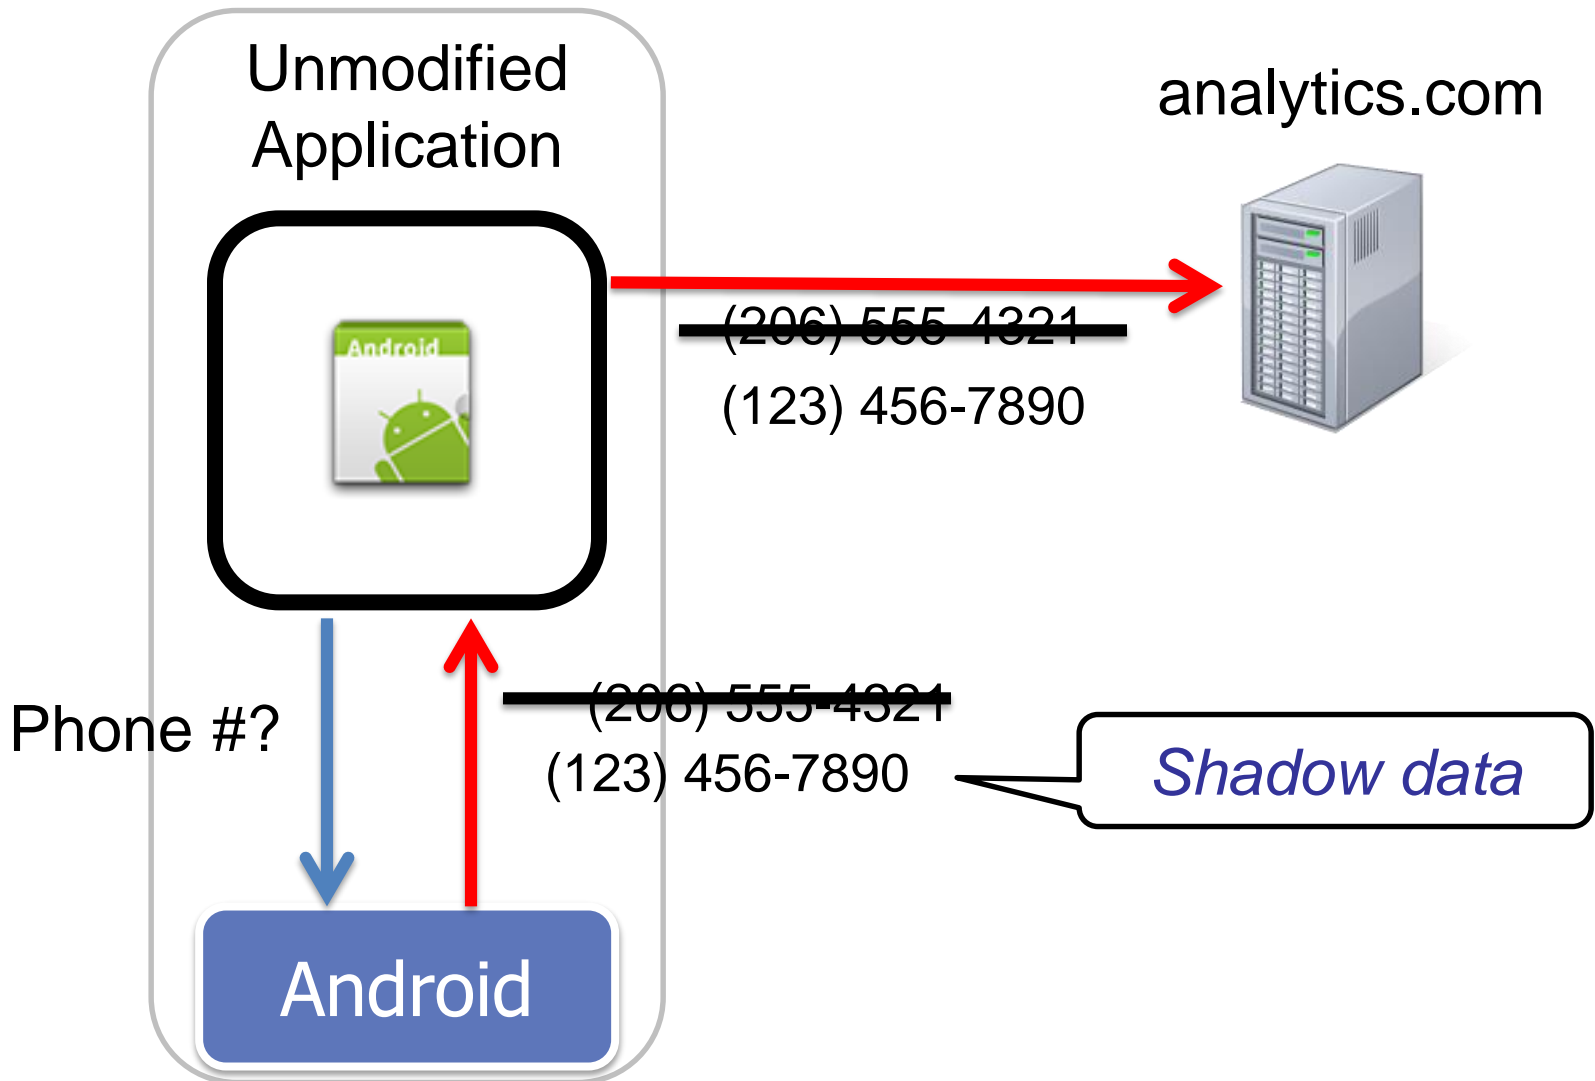 Unmodified
Application
analytics.com
Android
(206) 555-4321
(123) 456-7890
Phone #?
(206) 555-4321
(123) 456-7890
Shadow data
Android